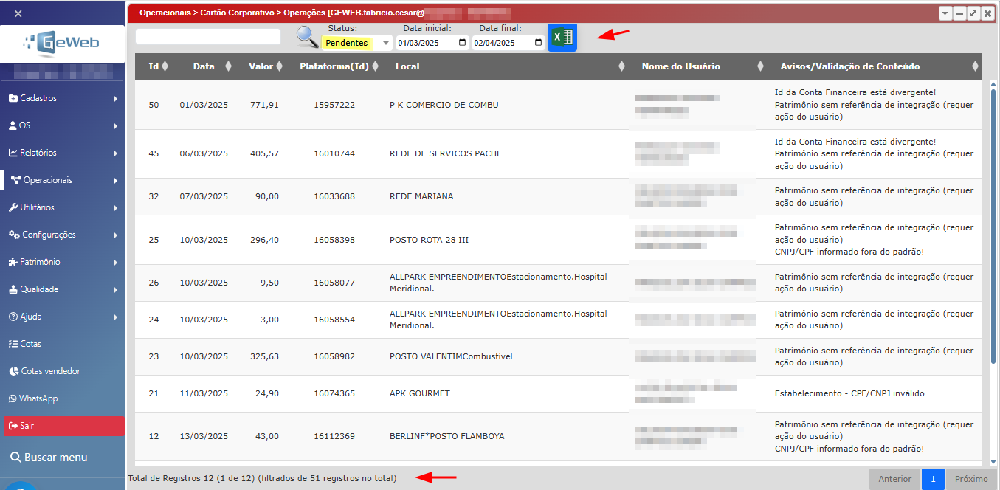 Operacionais > Cartão Corporativo > Operações [GEWEB.fabricio.cesar@
GeWeb
Status:
Data inicial:
Data final:
Pendentes
01/03/2025
02/04/2025
Cadastros
OS
Relatórios
Operacionais
Utilitários
Configurações
Patrimônio
Qualidade
Ajuda
Cotas
Cotas vendedor
WhatsApp
Sair
Buscar menu
Id Data Valor Plataforma(Id) Local Nome do Usuário Avisos/Validação de Conteúdo
50 01/03/2025 771,91 15957222 P K COMERCIO DE COMBU
Id da Conta Financeira está divergente!
Patrimônio sem referência de integração (requer
ação do usuário)
45 06/03/2025 405,57 16010744 REDE DE SERVICOS PACHE
Id da Conta Financeira está divergente!
Patrimônio sem referência de integração (requer
ação do usuário)
32 07/03/2025 90,00 16033688 REDE MARIANA
Patrimônio sem referência de integração (requer
ação do usuário)
25 10/03/2025 296,40 16058398 POSTO ROTA 28 III
Patrimônio sem referência de integração (requer
ação do usuário)
CNPJ/CPF informado fora do padrão!
26 10/03/2025 9,50 16058077 ALLPARK EMPREENDIMENTOEstacionamento.Hospital
Meridional.
Patrimônio sem referência de integração (requer
ação do usuário)
24 10/03/2025 3,00 16058554 ALLPARK EMPREENDIMENTOEstacionamento.Hospital
Meridional.
Patrimônio sem referência de integração (requer
ação do usuário)
23 10/03/2025 325,63 16058982 POSTO VALENTIMCombustível
Patrimônio sem referência de integração (requer
ação do usuário)
21 11/03/2025 24,90 16074365 APK GOURMET
Estabelecimento - CPF/CNPJ inválido
12 13/03/2025 43,00 16112369 BERLINF*POSTO FLAMBOYA
Patrimônio sem referência de integração (requer
ação do usuário)
CNPJ/CPF informado fora do padrão!
Total de Registros 12 (1 de 12) (filtrados de 51 registros no total)
Anterior 1 Próximo